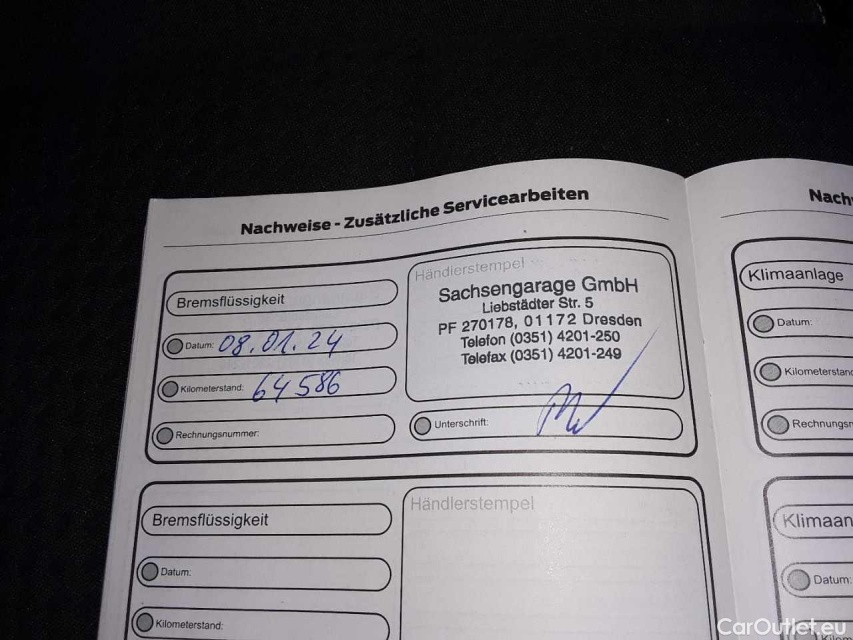 Nachweise - Zusätzliche Servicearbeiten
Bremsflüssigkeit
Datum: 08.01.24
Kilometerstand: 64586
Rechnungsnummer:
Händlerstempel
Sachsengarage GmbH
Liebstädter Str. 5
PF 270178, 01172 Dresden
Telefon (0351) 4201-250
Telefax (0351) 4201-249
Unterschrift:
Bremsflüssigkeit
Datum:
Kilometerstand:
Händlerstempel
Nach
Klimaanlage
Datum:
Kilometerstand
Rechnungsn
Klimaan
Datum:
CarOutlet.eu